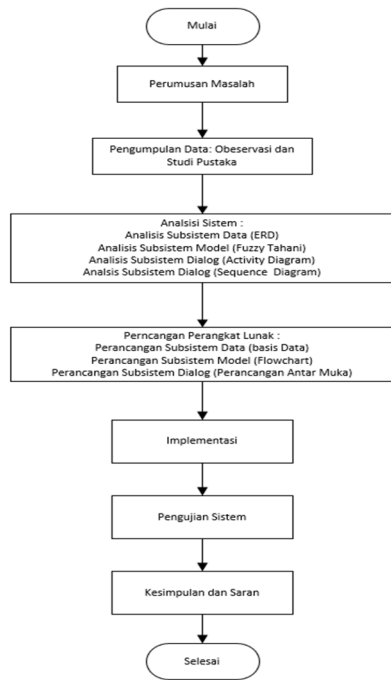 Mulai
Perumusan Masalah
Pengumpulan Data: Obeservasi dan
Studi Pustaka
Analsisi Sistem :
Analisis Subsistem Data (ERD)
Analisis Subsistem Model (Fuzzy Tahani)
Analisis Subsistem Dialog (Activity Diagram)
Analsis Subsistem Dialog (Sequence Diagram)
Perncangan Perangkat Lunak :
Perancangan Subsistem Data (basis Data)
Perancangan Subsistem Model (Flowchart)
Perancangan Subsistem Dialog (Perancangan Antar Muka)
Implementasi
Pengujian Sistem
Kesimpulan dan Saran
Selesai